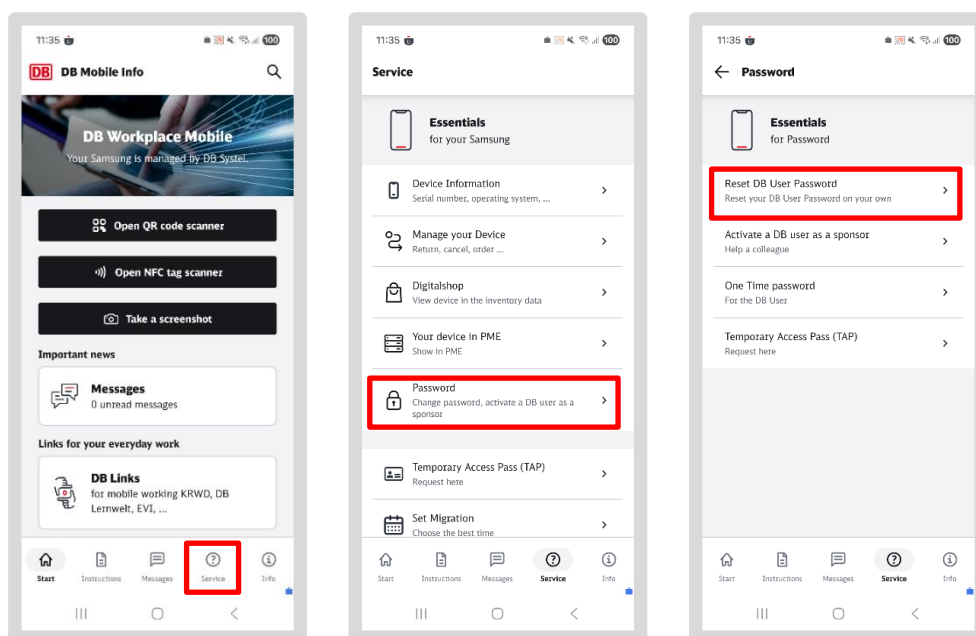 11:35
100
DB DB Mobile Info
DB Workplace Mobile
Your Samsung is managed by DB Systel.
Open QR code scanner
Open NFC tag scanner
Take a screenshot
Important news
Messages
0 unread messages
Links for your everyday work
DB Links
for mobile working KRWD, DB
Lernwelt, EVI, ...
Start Instructions Messages Service Info
11:35
100
Service
Essentials
for your Samsung
Device Information
Serial number, operating system, ...
Manage your Device
Return, cancel, order ...
Digitalshop
View device in the inventory data
Your device in PME
Show in PME
Password
Change password, activate a DB user as a
sponsor
Temporary Access Pass (TAP)
Request here
Set Migration
Choose the best time
Start Instructions Messages Service Info
11:35
100
Password
Essentials
for Password
Reset DB User Password
Reset your DB User Password on your own
Activate a DB user as a sponsor
Help a colleague
One Time password
For the DB User
Temporary Access Pass (TAP)
Request here
Start Instructions Messages Service Info